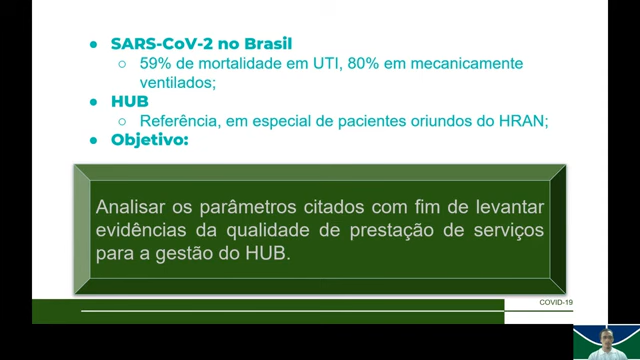 ● SARS-CoV-2 no Brasil
○ 59% de mortalidade em UTI, 80% em mecanicamente
ventilados;
● HUB
○ Referência, em especial de pacientes oriundos do HRAN;
● Objetivo:
Analisar os parâmetros citados com fim de levantar
evidências da qualidade de prestação de serviços
para a gestão do HUB.
COVID-19